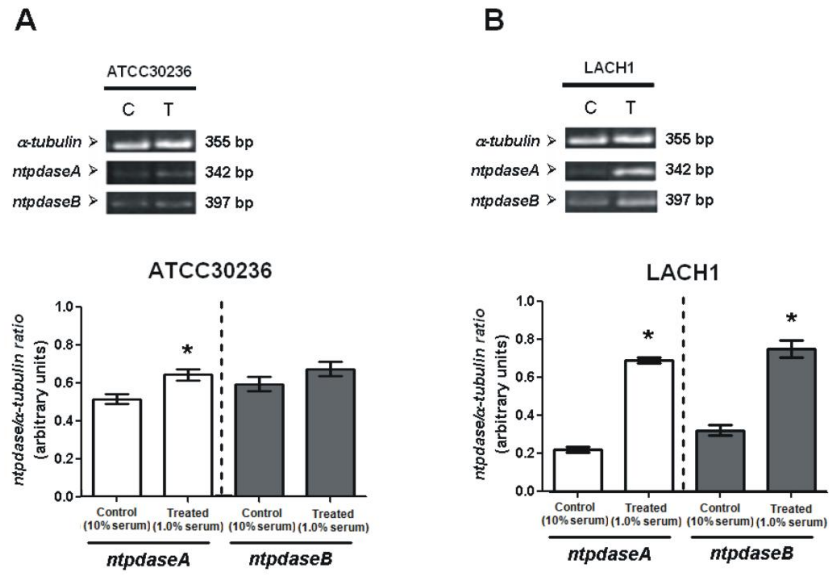 A
ATCC30236
C T
α-tubulin ➢ 355 bp
ntpdaseA ➢ 342 bp
ntpdaseB ➢ 397 bp
ATCC30236
ntpdase/α-tubulin ratio
(arbitrary units)
1.0
0.8
0.6
0.4
0.2
0.0
*
Control Treated Control Treated
(10% serum) (1.0% serum) (10% serum) (1.0% serum)
ntpdaseA ntpdaseB
B
LACH1
C T
α-tubulin ➢ 355 bp
ntpdaseA ➢ 342 bp
ntpdaseB ➢ 397 bp
LACH1
ntpdase/α-tubulin ratio
(arbitrary units)
1.0
0.8
0.6
0.4
0.2
0.0
* *
Control Treated Control Treated
(10% serum) (1.0% serum) (10% serum) (1.0% serum)
ntpdaseA ntpdaseB